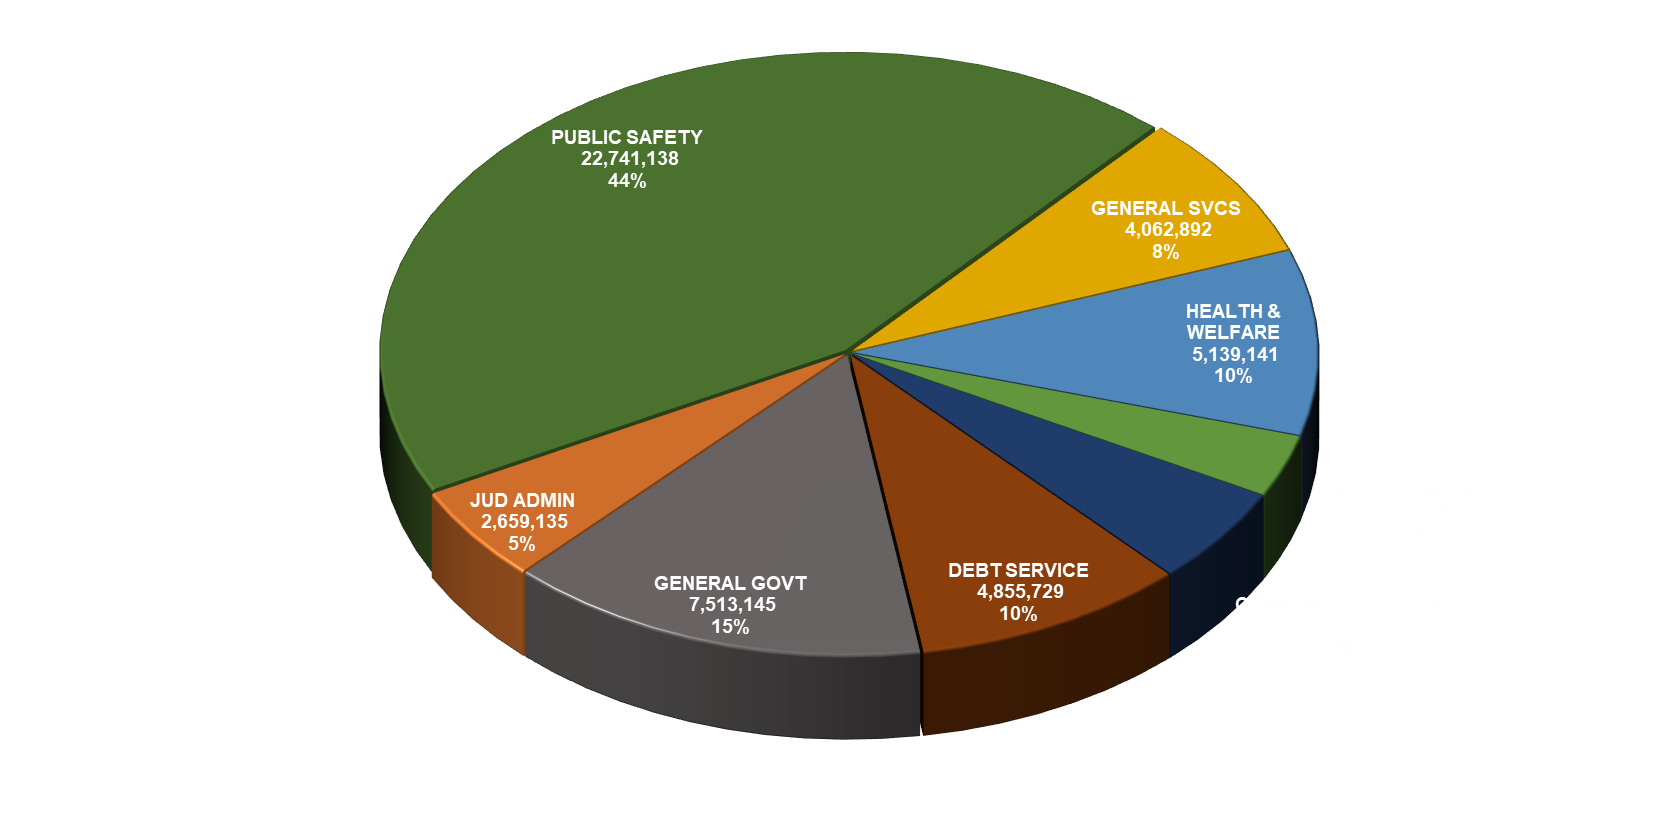 PUBLIC SAFETY
22,741,138
44%
GENERAL SVCS
4,062,892
8%
HEALTH &
WELFARE
5,139,141
10%
JUD ADMIN
2,659,135
5%
GENERAL GOVT
7,513,145
15%
DEBT SERVICE
4,855,729
10%